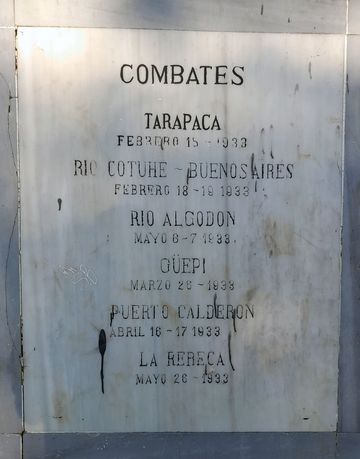 COMBATES
TARAPACA
FEBRERO 15 - 1933
RIO COTUHE - BUENOS AIRES
FEBRERO 18 - 19 1933
RIO ALGODON
MAYO 6 - 7 1933
GÜEPI
MARZO 26 - 1933
PUERTO CALDERON
ABRIL 16 - 17 1933
LA REBECA
MAYO 26 - 1933